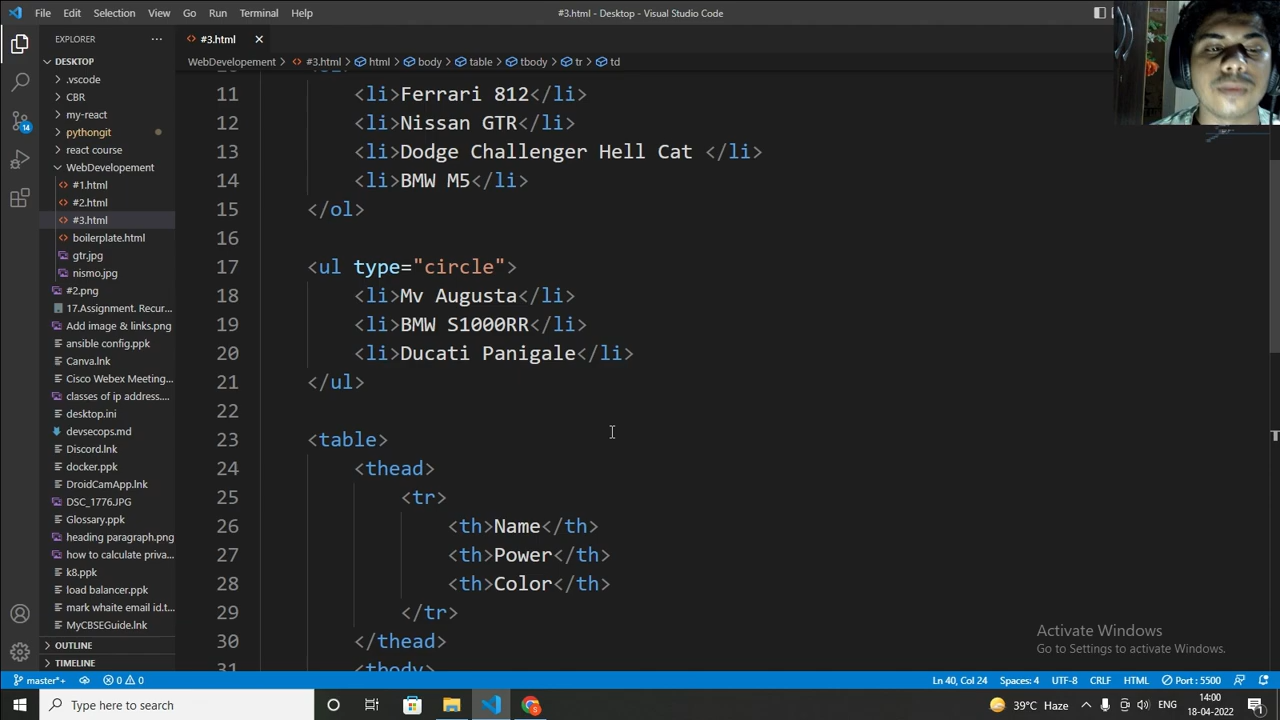 File Edit Selection View Go Run Terminal Help
#3.html - Desktop - Visual Studio Code
EXPLORER
DESKTOP
.vscode
CBR
my-react
pythongit
react course
WebDevelopement
#1.html
#2.html
#3.html
boilerplate.html
gtr.jpg
nismo.jpg
#2.png
17.Assignment. Recur...
Add image & links.png
ansible config.ppk
Canva.lnk
Cisco Webex Meeting...
classes of ip address....
desktop.ini
devsecops.md
Discord.lnk
docker.ppk
DroidCamApp.lnk
DSC_1776.JPG
Glossary.ppk
heading paragraph.png
how to calculate priva...
k8.ppk
load balancer.ppk
mark whaite email id.t...
MyCBSEGuide.lnk
OUTLINE
TIMELINE
#3.html
WebDevelopement > #3.html > html > body > table > tbody > tr > td
11 <li>Ferrari 812</li>
12 <li>Nissan GTR</li>
13 <li>Dodge Challenger Hell Cat </li>
14 <li>BMW M5</li>
15 </ol>
16
17 <ul type="circle">
18 <li>Mv Augusta</li>
19 <li>BMW S1000RR</li>
20 <li>Ducati Panigale</li>
21 </ul>
22
23 <table>
24 <thead>
25 <tr>
26 <th>Name</th>
27 <th>Power</th>
28 <th>Color</th>
29 </tr>
30 </thead>
31 <tbody>
Activate Windows
Go to Settings to activate Windows.
14
master*+ 0 0 Ln 40, Col 24 Spaces: 4 UTF-8 CRLF HTML Port : 5500
Type here to search
39°C Haze
ENG
14:00
18-04-2022
1